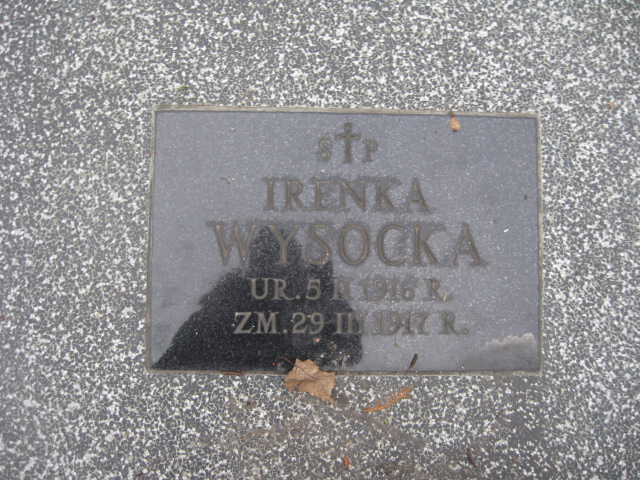 S P
IRENKA
WYSOCKA
UR. 5 II 1916 R.
ZM. 29 III 1917 R.